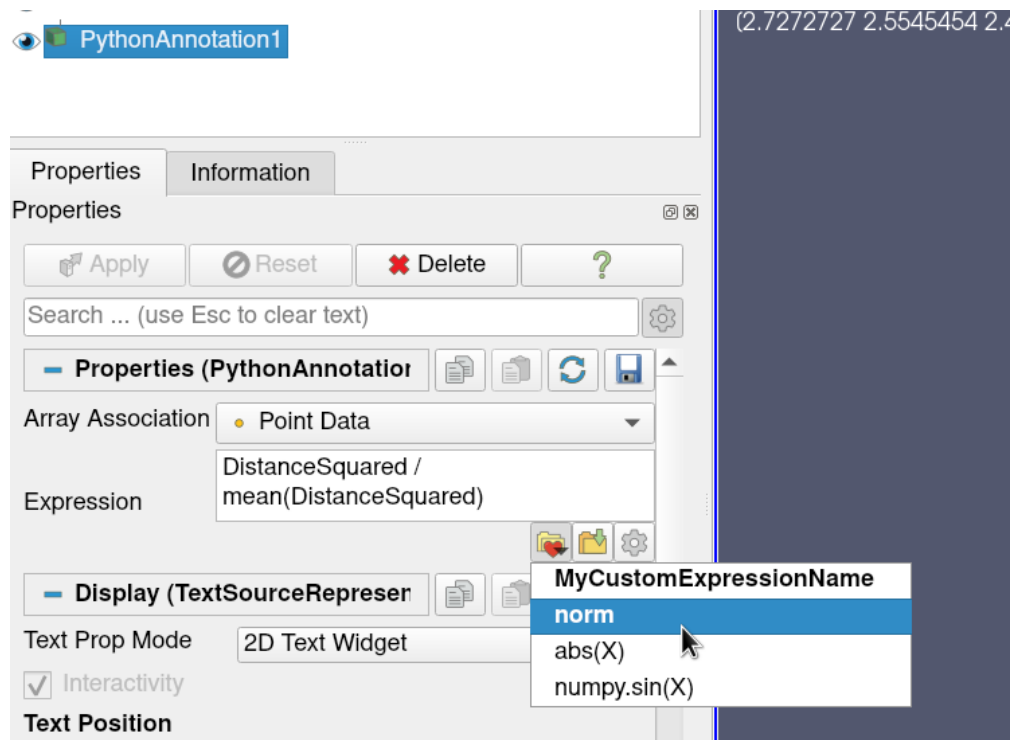 PythonAnnotation1
(2.7272727 2.5545454 2.4
Properties
Information
Properties
Apply
Reset
Delete
?
Search ... (use Esc to clear text)
Properties (PythonAnnotation
Array Association
Point Data
Expression
DistanceSquared /
mean(DistanceSquared)
MyCustomExpressionName
norm
abs(X)
numpy.sin(X)
Display (TextSourceRepresen
Text Prop Mode
2D Text Widget
Interactivity
Text Position